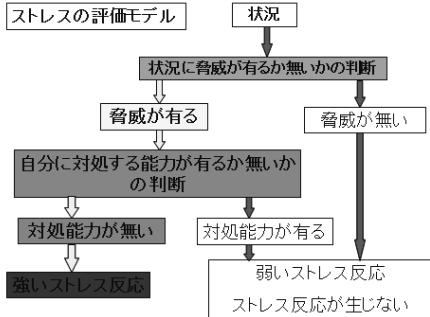 ストレスの評価モデル
状況
状況に脅威が有るか無いかの判断
脅威が有る
脅威が無い
自分に対処する能力が有るか無いか
の判断
対処能力が無い
対処能力が有る
強いストレス反応
弱いストレス反応
ストレス反応が生じない